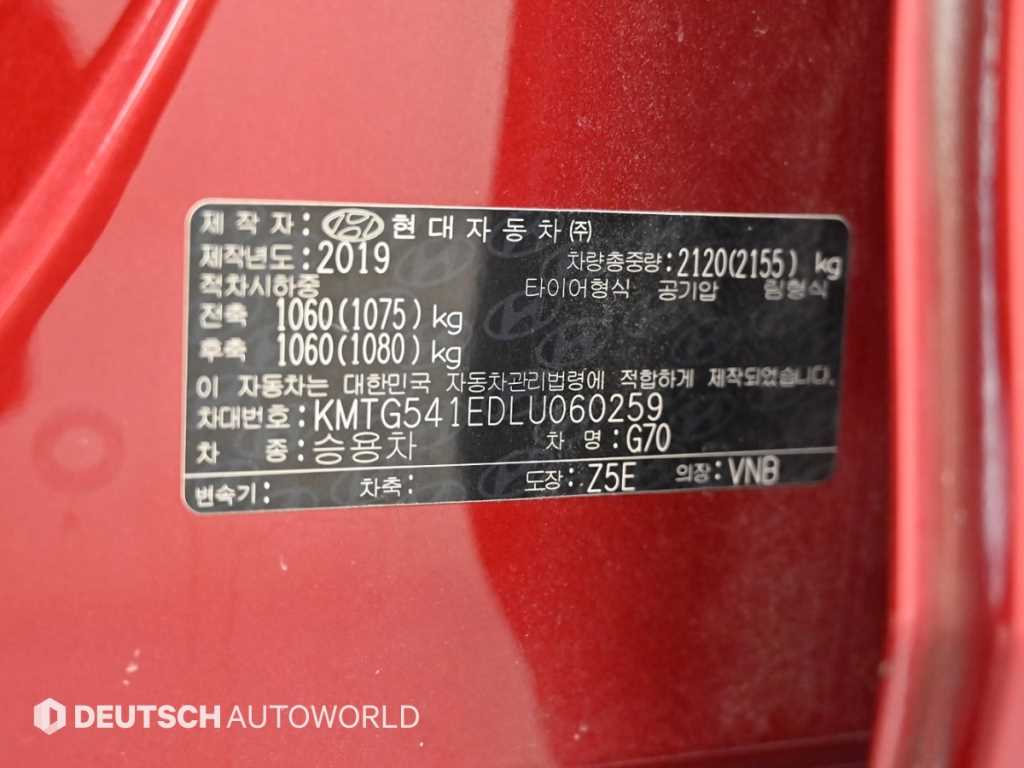 제 작 자 : 현대자동차㈜
제작년도 : 2019 차량총중량 : 2120(2155) kg
적차시하중 타이어형식 공기압 림형식
전축 1060(1075) kg
후축 1060(1080) kg
이 자동차는 대한민국 자동차관리법령에 적합하게 제작되었습니다.
차대번호 : KMTG541EDLU060259
차 종 : 승용차 차 명 : G70
변속기 : 차축 : 도장 : Z5E 의장 : VNB
DEUTSCH AUTOWORLD